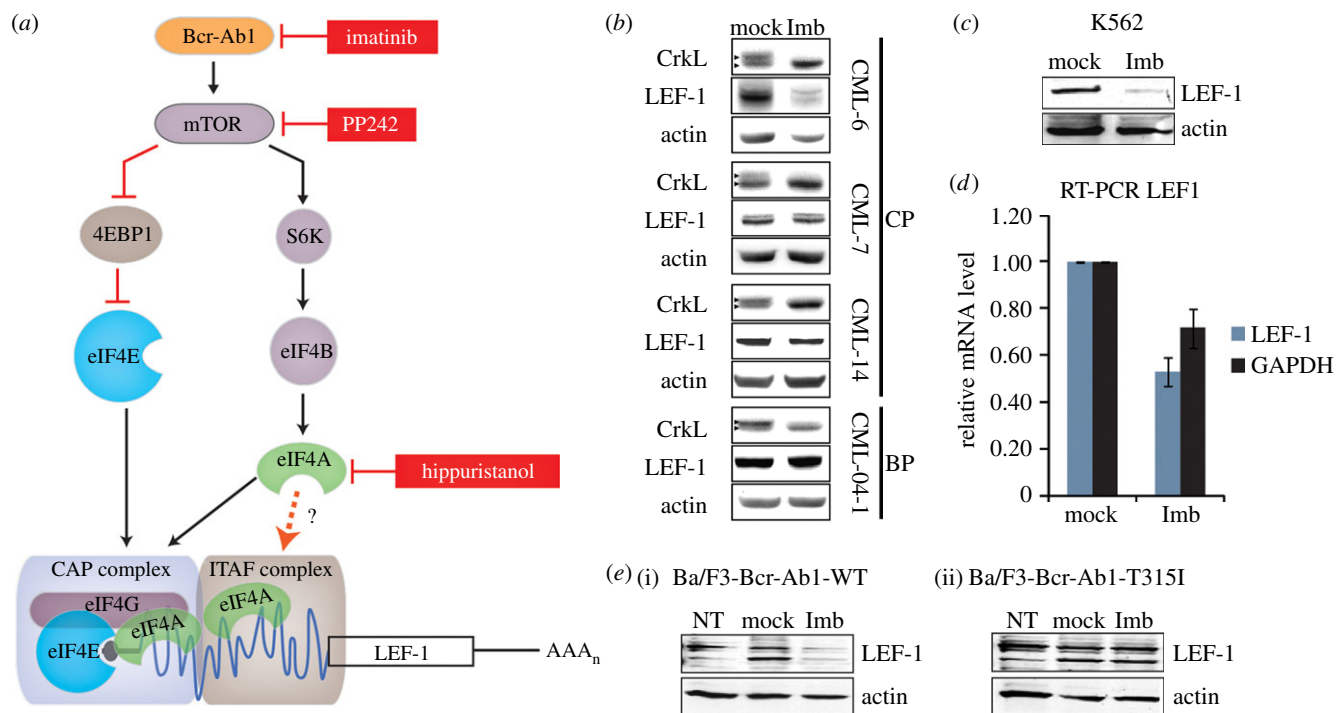 (a)
Bcr-Ab1
imatinib
mTOR
PP242
4EBP1
S6K
eIF4E
eIF4B
eIF4A
hippuristanol
?
CAP complex
ITAF complex
eIF4G
eIF4A
eIF4A
eIF4E
LEF-1
AAAn
(b)
mock Imb
CrkL
LEF-1
actin
CML-6
CrkL
LEF-1
actin
CML-7
CP
CrkL
LEF-1
actin
CML-14
CrkL
LEF-1
actin
CML-04-1
BP
(c)
K562
mock Imb
LEF-1
actin
(d)
RT-PCR LEF1
relative mRNA level
1.20
1.00
0.80
0.60
0.40
0.20
0
mock Imb
LEF-1
GAPDH
(e) (i) Ba/F3-Bcr-Ab1-WT
NT mock Imb
LEF-1
actin
(ii) Ba/F3-Bcr-Ab1-T315I
NT mock Imb
LEF-1
actin